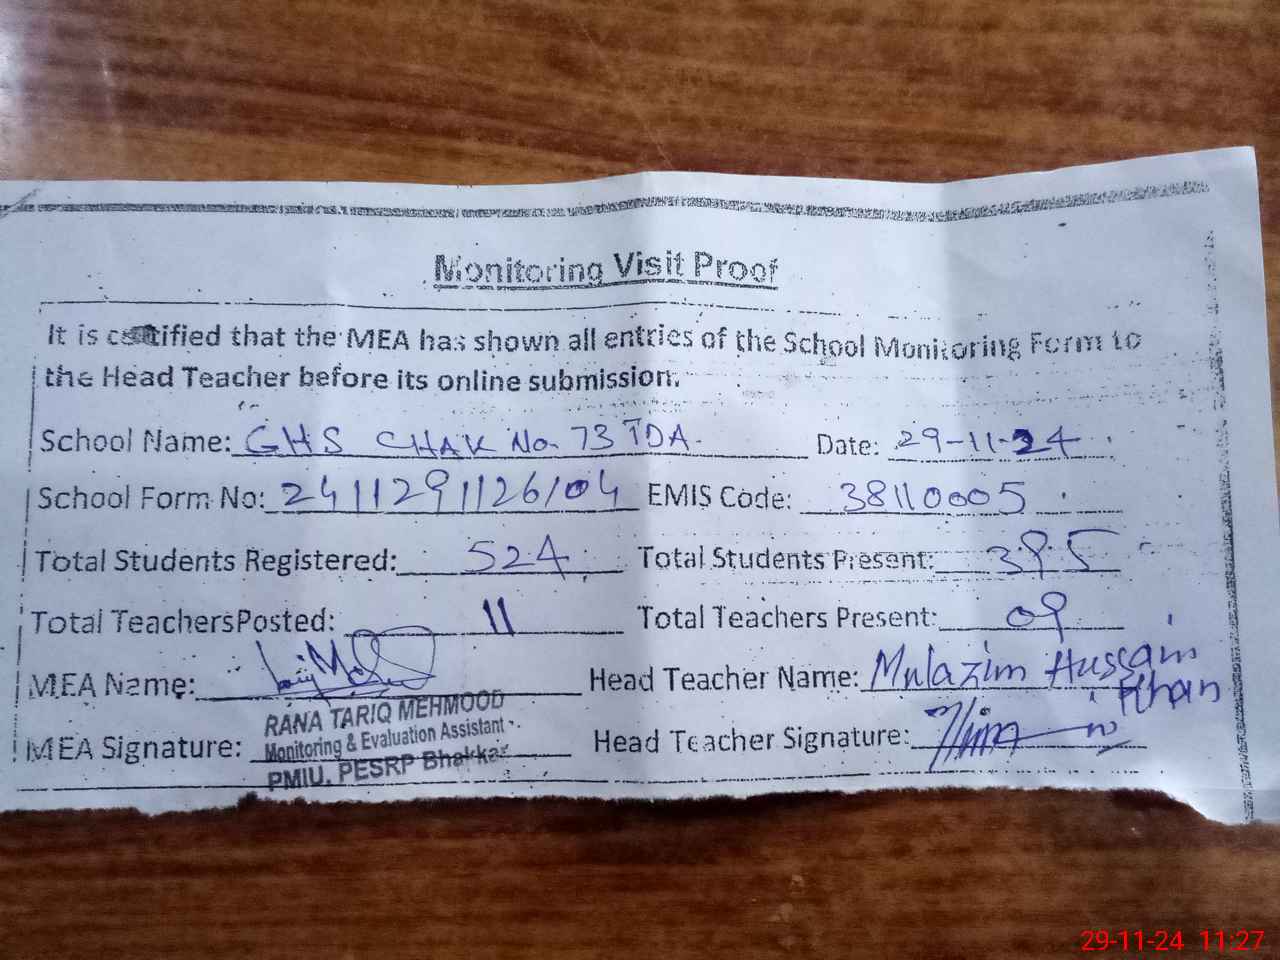 Monitoring Visit Proof
It is certified that the MEA has shown all entries of the School Monitoring Form to
the Head Teacher before its online submission.
School Name: GHS CHAK No. 73 TDA. Date: 29-11-24
School Form No: 2411291126/04 EMIS Code: 38110005
Total Students Registered: 524 Total Students Present: 395
Total TeachersPosted: 11 Total Teachers Present: 09
MEA Name: Head Teacher Name: Mulazim Hussain
Khan
RANA TARIQ MEHMOOD
MEA Signature: Monitoring & Evaluation Assistant Head Teacher Signature:
PMIU, PESRP Bhakkar
29-11-24 11:27